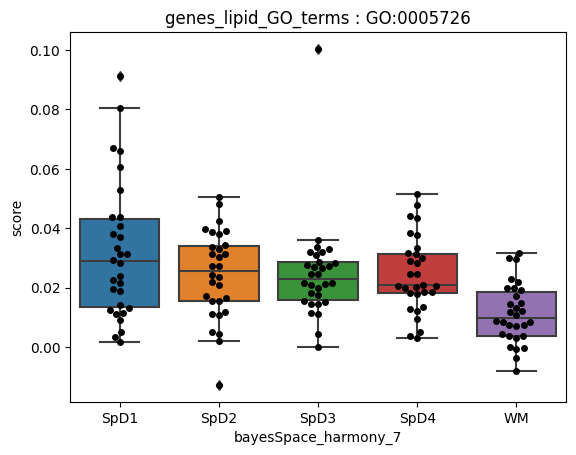 genes_lipid_GO_terms : GO:0005726
score
0.10
0.08
0.06
0.04
0.02
0.00
SpD1 SpD2 SpD3 SpD4 WM
bayesSpace_harmony_7